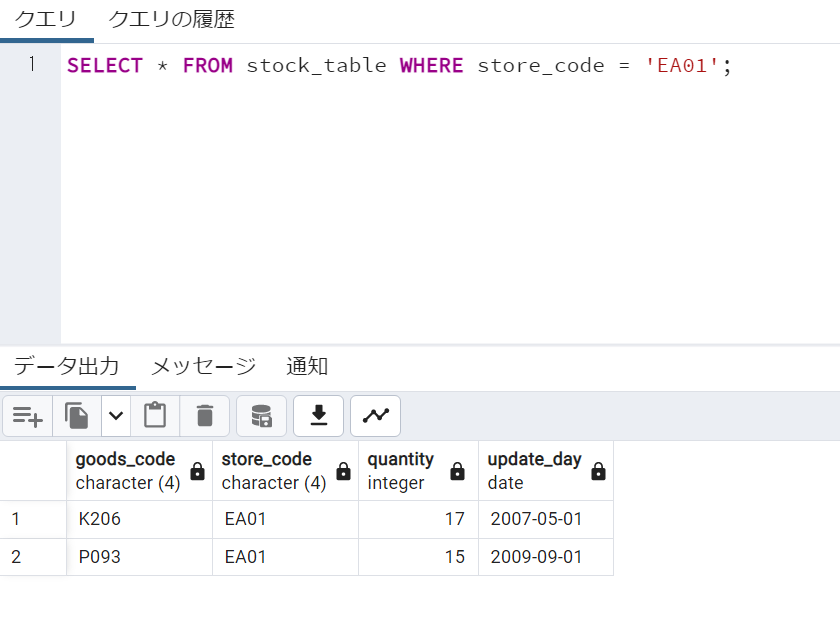 クエリ クエリの履歴
1 SELECT * FROM stock_table WHERE store_code = 'EA01';
データ出力 メッセージ 通知
goods_code store_code quantity update_day
character (4) character (4) integer date
1 K206 EA01 17 2007-05-01
2 P093 EA01 15 2009-09-01